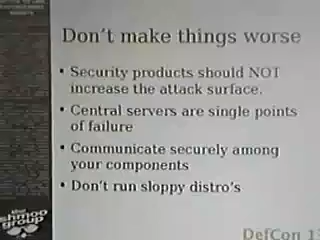 Don't make things worse
• Security products should NOT
increase the attack surface.
• Central servers are single points
of failure
• Communicate securely among
your components
• Don't run sloppy distro's
the
shmoo
group
DefCon 13